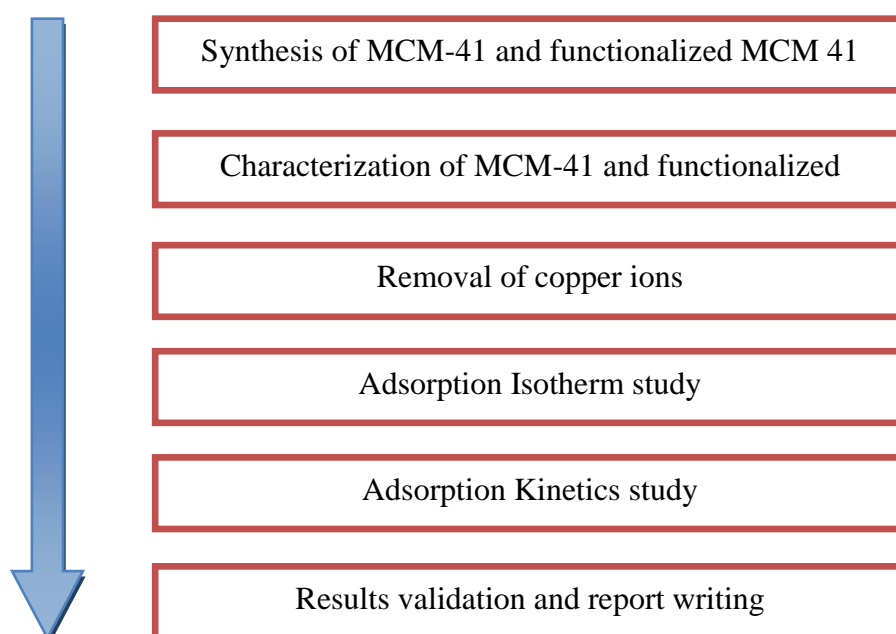 Synthesis of MCM-41 and functionalized MCM 41
Characterization of MCM-41 and functionalized
Removal of copper ions
Adsorption Isotherm study
Adsorption Kinetics study
Results validation and report writing